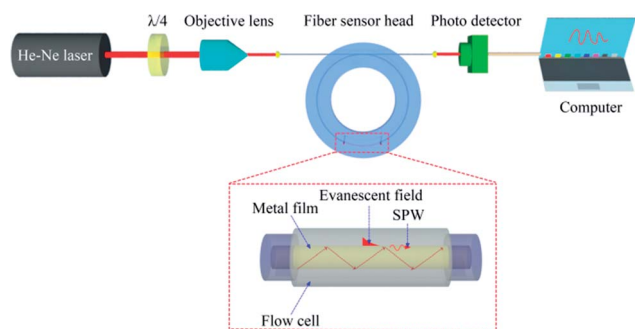 λ/4
Objective lens
Fiber sensor head
Photo detector
He-Ne laser
Computer
Evanescent field
Metal film
SPW
Flow cell